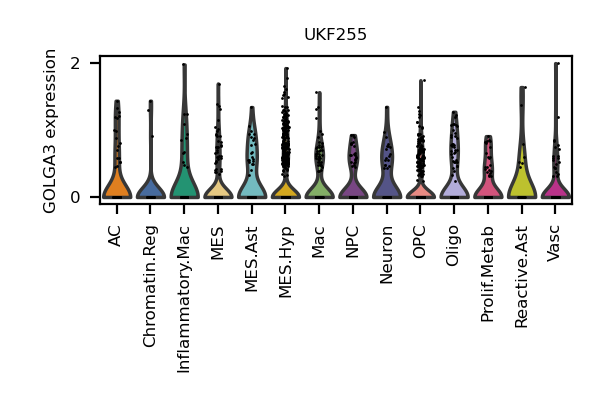 UKF255
GOLGA3 expression
2
0
AC
Chromatin.Reg
Inflammatory.Mac
MES
MES.Ast
MES.Hyp
Mac
NPC
Neuron
OPC
Oligo
Prolif.Metab
Reactive.Ast
Vasc